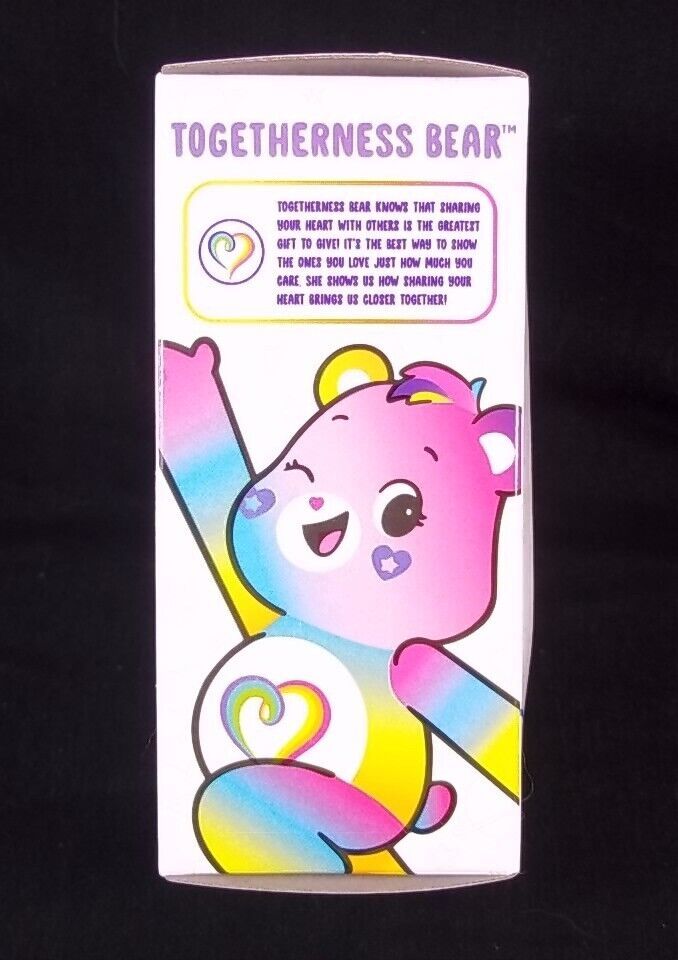 TOGETHERNESS BEAR™
TOGETHERNESS BEAR KNOWS THAT SHARING
YOUR HEART WITH OTHERS IS THE GREATEST
GIFT TO GIVE! IT'S THE BEST WAY TO SHOW
THE ONES YOU LOVE JUST HOW MUCH YOU
CARE. SHE SHOWS US HOW SHARING YOUR
HEART BRINGS US CLOSER TOGETHER!